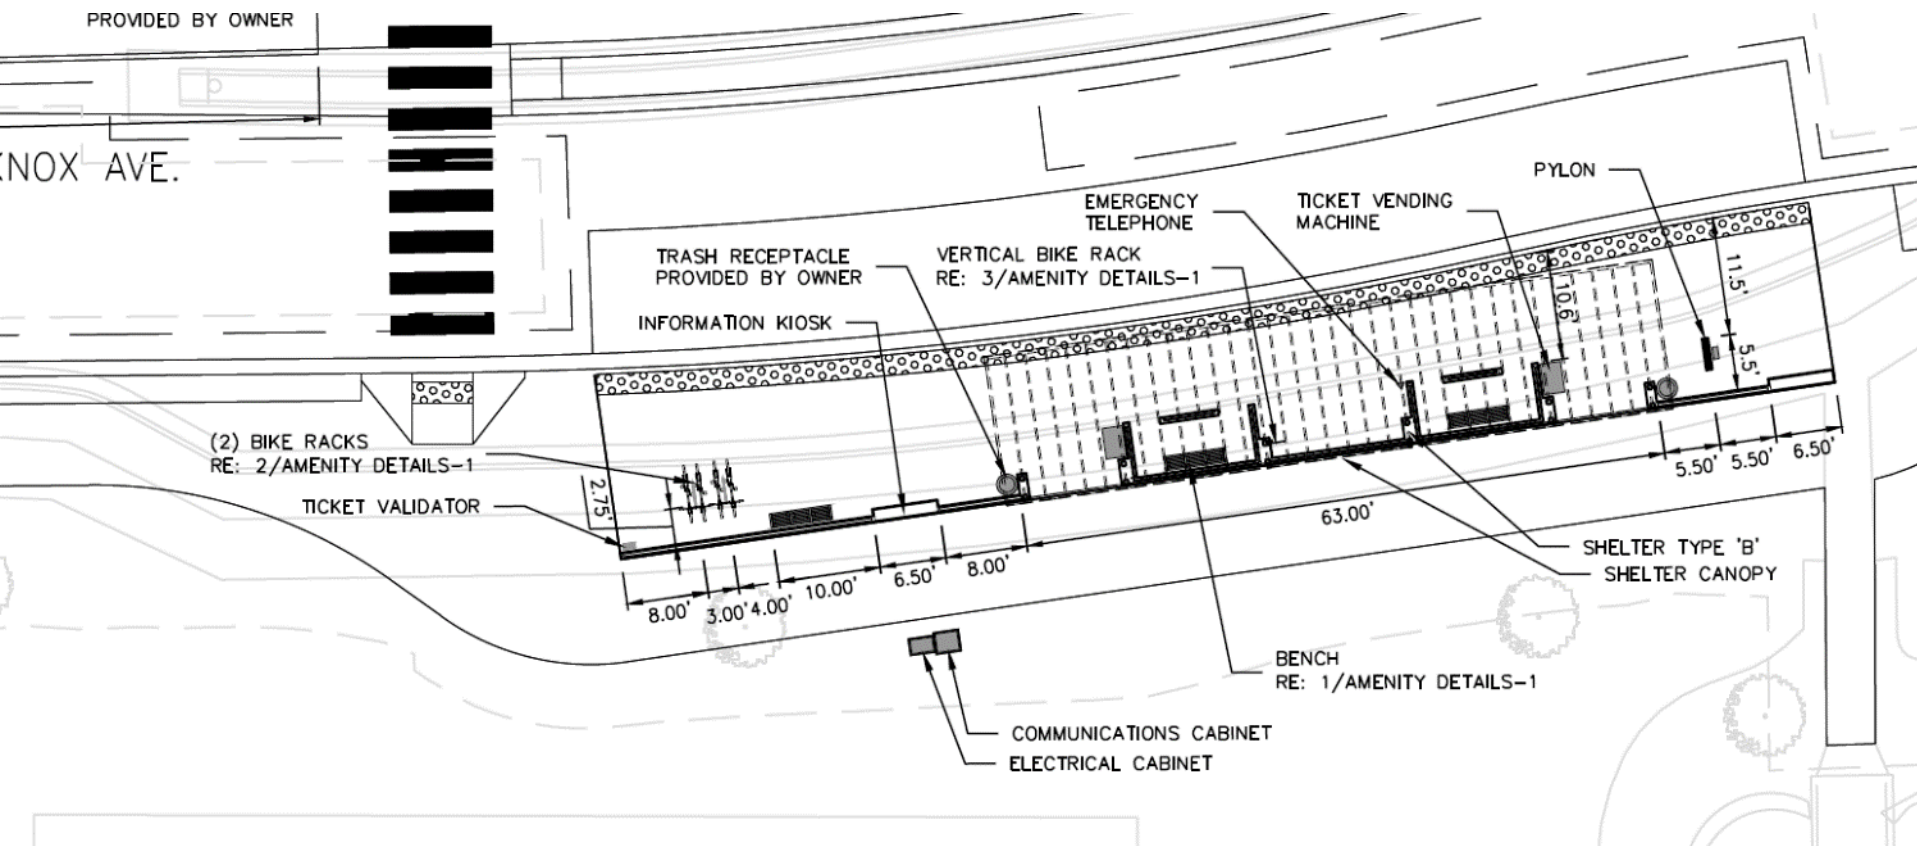 PROVIDED BY OWNER
KNOX AVE.
PYLON
EMERGENCY
TELEPHONE
TICKET VENDING
MACHINE
TRASH RECEPTACLE
PROVIDED BY OWNER
VERTICAL BIKE RACK
RE: 3/AMENITY DETAILS-1
INFORMATION KIOSK
11.5'
10.6'
5.5'
(2) BIKE RACKS
RE: 2/AMENITY DETAILS-1
TICKET VALIDATOR
2.75'
8.00'
3.00'
4.00'
10.00'
6.50'
8.00'
63.00'
5.50'
5.50'
6.50'
SHELTER TYPE 'B'
SHELTER CANOPY
BENCH
RE: 1/AMENITY DETAILS-1
COMMUNICATIONS CABINET
ELECTRICAL CABINET